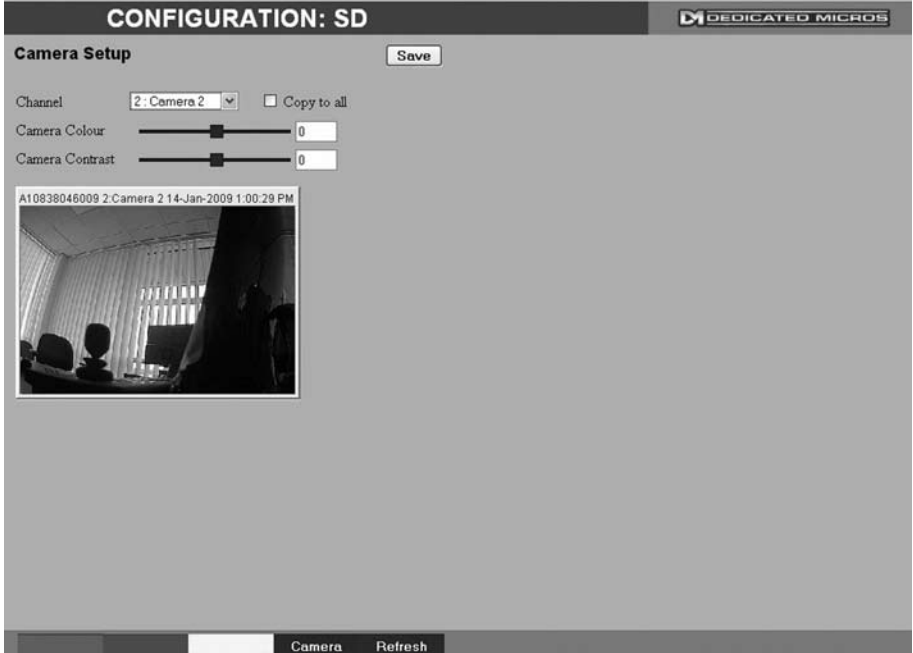 CONFIGURATION: SD
DEDICATED MICROS
Camera Setup
Save
Channel
2 : Camera 2
Copy to all
Camera Colour
0
Camera Contrast
0
A10838046009 2:Camera 2 14-Jan-2009 1:00:29 PM
Camera
Refresh